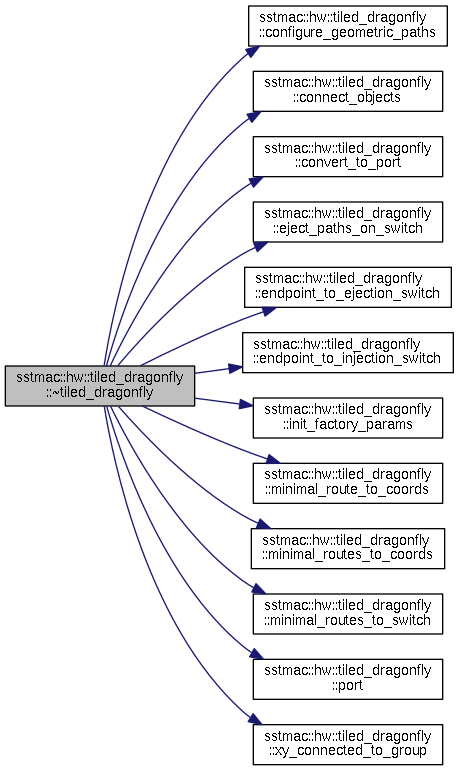 sstmac::hw::tiled_dragonfly
::~tiled_dragonfly
sstmac::hw::tiled_dragonfly
::configure_geometric_paths
sstmac::hw::tiled_dragonfly
::connect_objects
sstmac::hw::tiled_dragonfly
::convert_to_port
sstmac::hw::tiled_dragonfly
::eject_paths_on_switch
sstmac::hw::tiled_dragonfly
::endpoint_to_ejection_switch
sstmac::hw::tiled_dragonfly
::endpoint_to_injection_switch
sstmac::hw::tiled_dragonfly
::init_factory_params
sstmac::hw::tiled_dragonfly
::minimal_route_to_coords
sstmac::hw::tiled_dragonfly
::minimal_routes_to_coords
sstmac::hw::tiled_dragonfly
::minimal_routes_to_switch
sstmac::hw::tiled_dragonfly
::port
sstmac::hw::tiled_dragonfly
::xy_connected_to_group